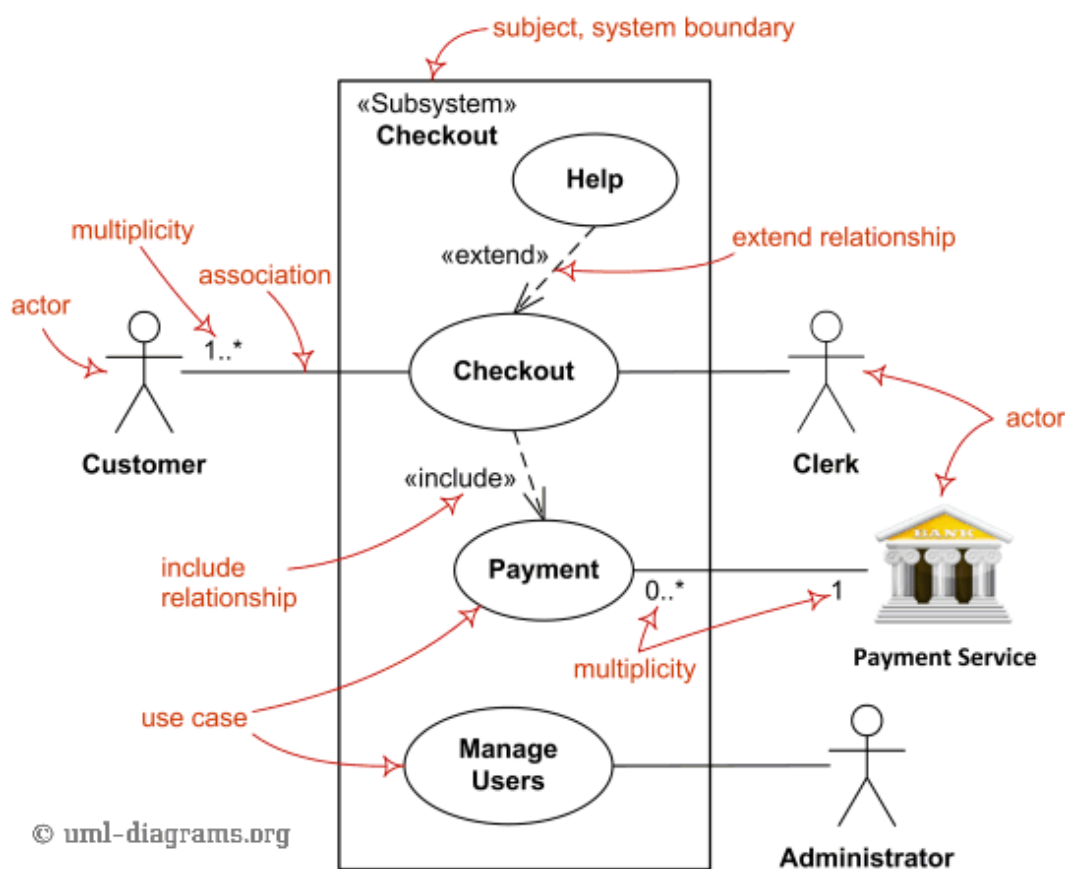 subject, system boundary
«Subsystem»
Checkout
Help
multiplicity
«extend»
extend relationship
association
actor
1..*
Checkout
Customer
Clerk
actor
«include»
BANK
include
relationship
Payment
0..*
1
multiplicity
Payment Service
use case
Manage
Users
© uml-diagrams.org
Administrator